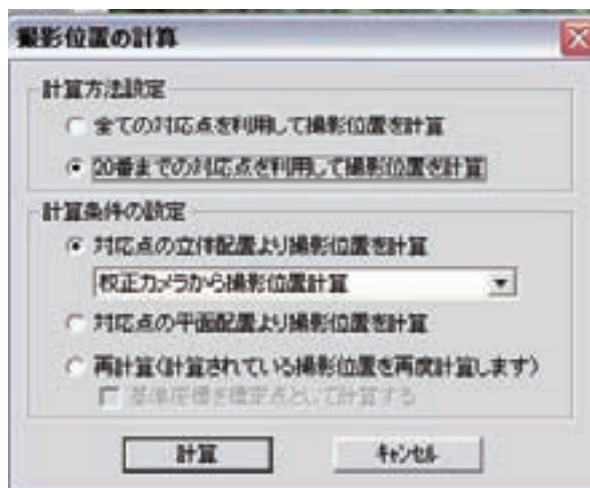 撮影位置の計算
計算方法設定
全ての対応点を利用して撮影位置を計算
20番までの対応点を利用して撮影位置を計算
計算条件の設定
対応点の立体配置より撮影位置を計算
校正カメラから撮影位置計算
対応点の平面配置より撮影位置を計算
再計算(計算されている撮影位置を再度計算します)
基準座標を確定点として計算する
計算
キャンセル